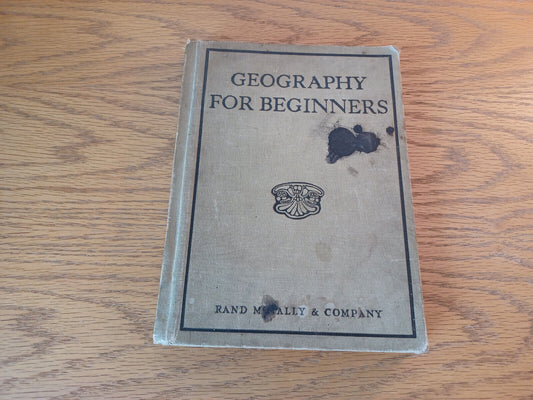 GEOGRAPHY
FOR BEGINNERS
RAND McNALLY & COMPANY